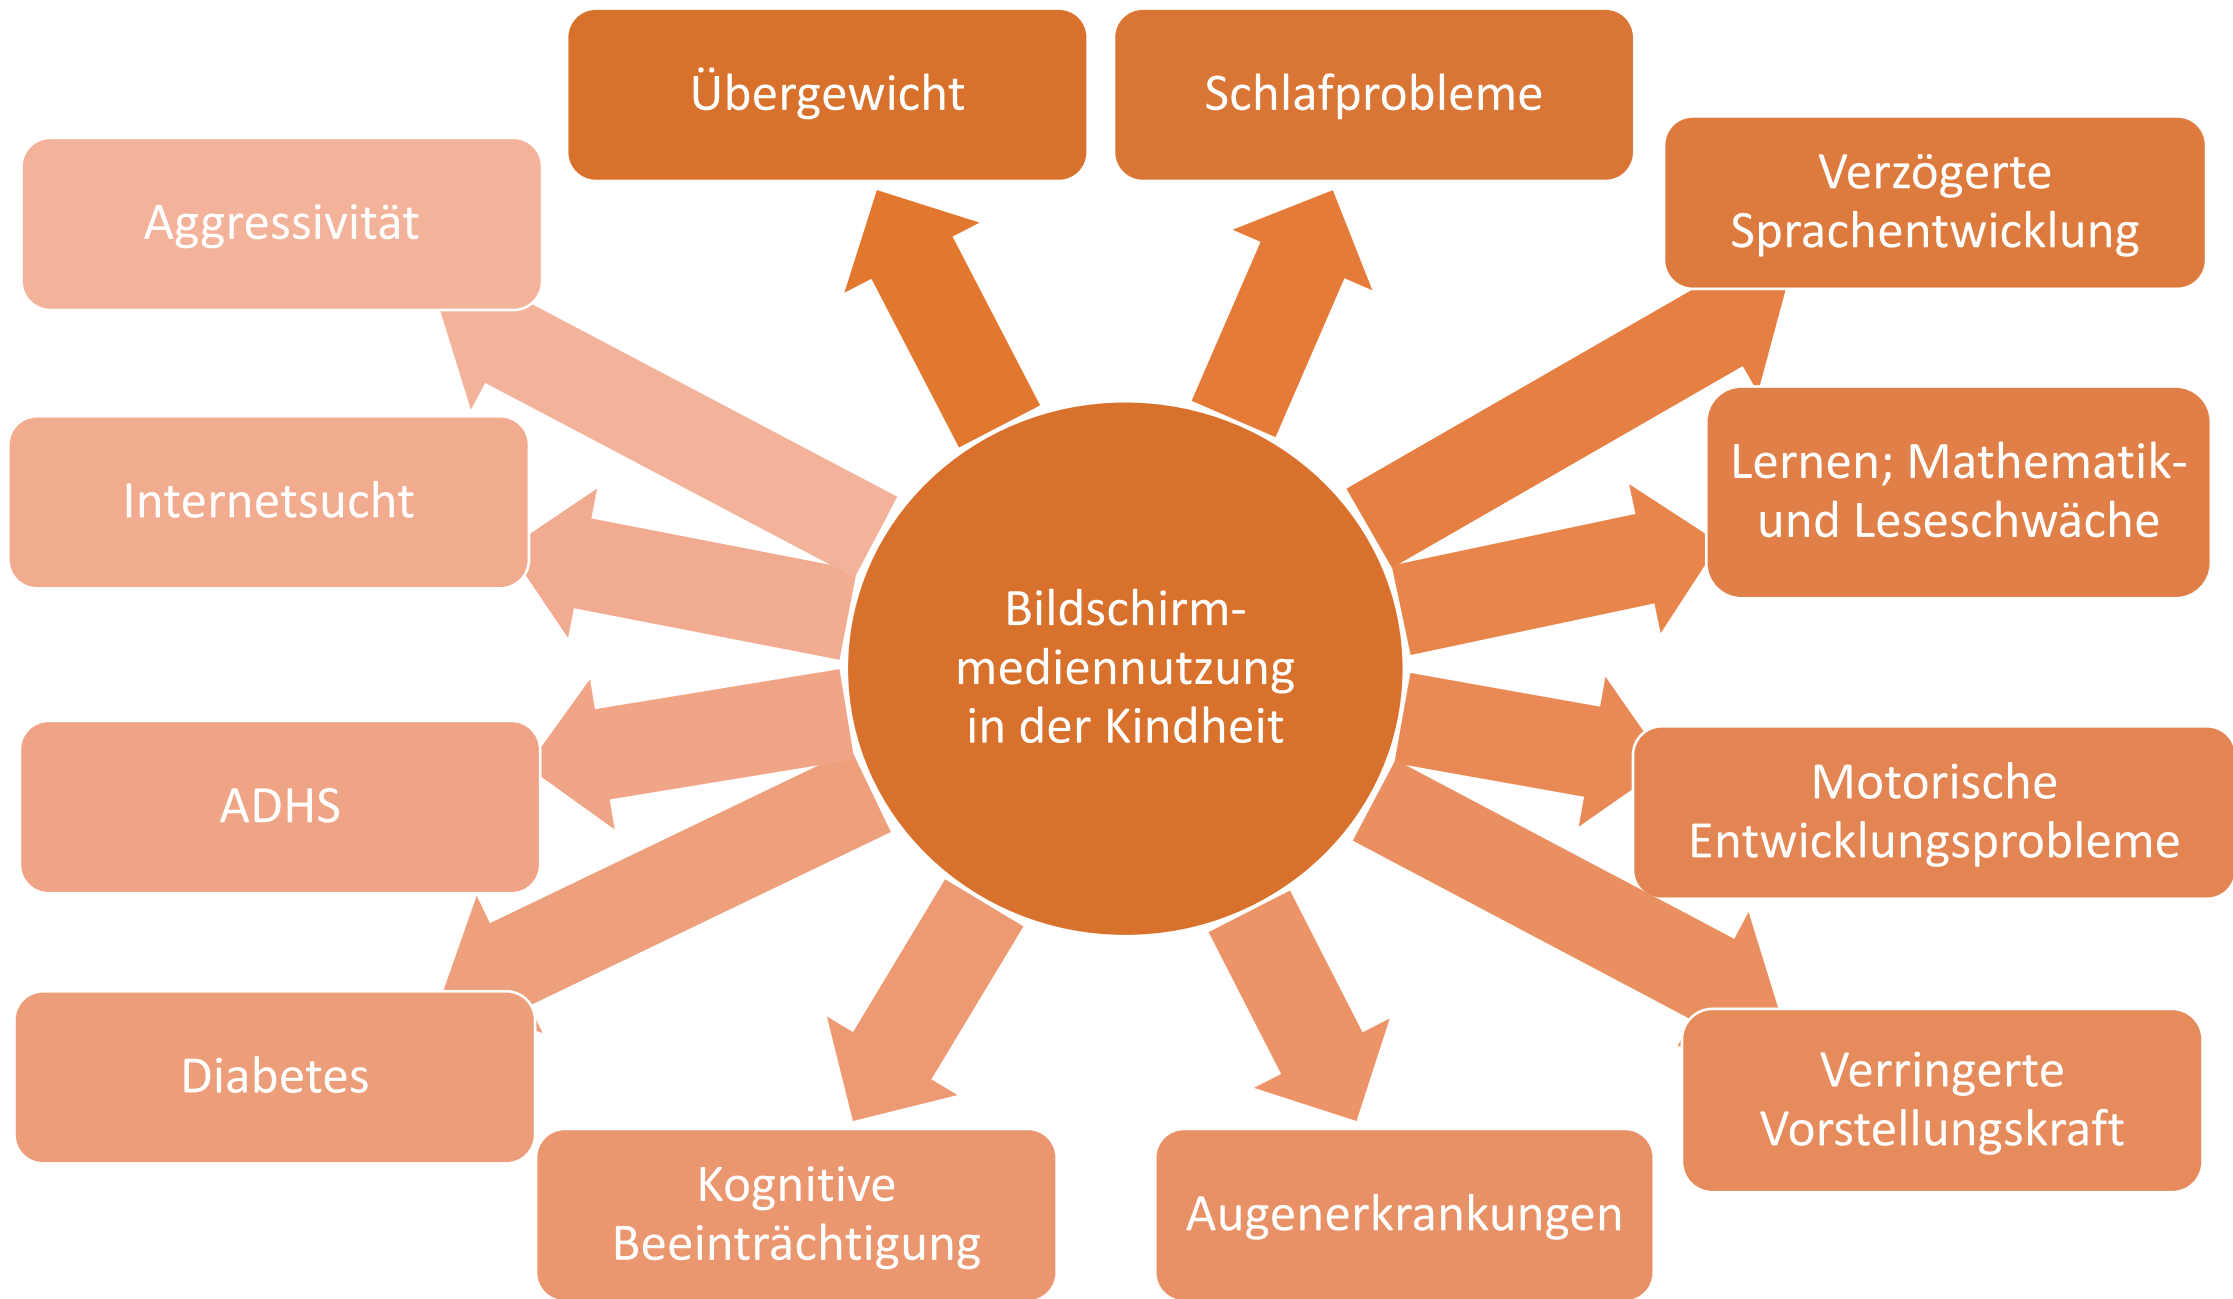 Übergewicht
Schlafprobleme
Verzögerte
Sprachentwicklung
Lernen; Mathematik-
und Leseschwäche
Motorische
Entwicklungsprobleme
Verringerte
Vorstellungskraft
Augenerkrankungen
Kognitive
Beeinträchtigung
Diabetes
ADHS
Internetsucht
Aggressivität
Bildschirm-
mediennutzung
in der Kindheit